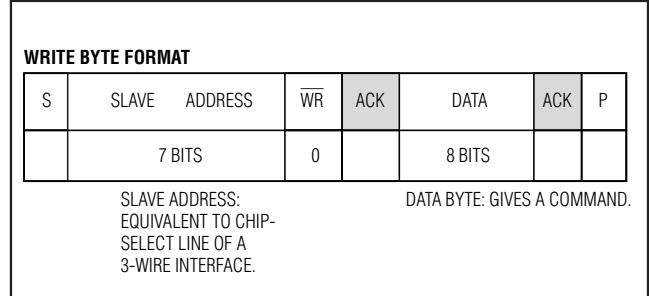 WRITE BYTE FORMAT
S SLAVE ADDRESS WR ACK DATA ACK P
7 BITS 0 8 BITS
SLAVE ADDRESS:
EQUIVALENT TO CHIP-
SELECT LINE OF A
3-WIRE INTERFACE.
DATA BYTE: GIVES A COMMAND.